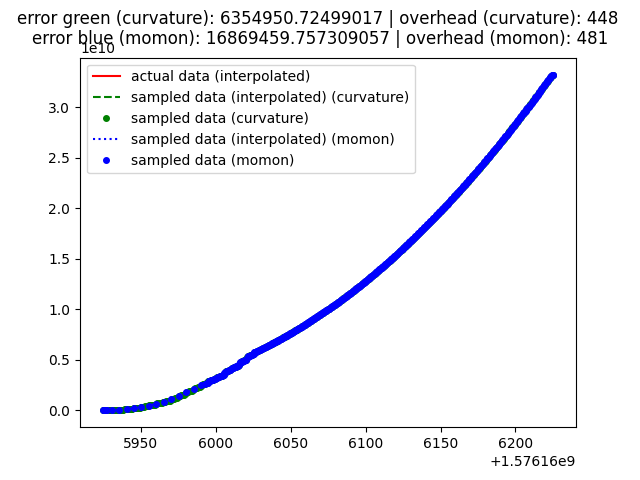 error green (curvature): 6354950.72499017 | overhead (curvature): 448
error blue (momon): 16869459.757309057 | overhead (momon): 481
1e10
actual data (interpolated)
sampled data (interpolated) (curvature)
sampled data (curvature)
sampled data (interpolated) (momon)
sampled data (momon)
3.0
2.5
2.0
1.5
1.0
0.5
0.0
5950 6000 6050 6100 6150 6200
+1.57616e9